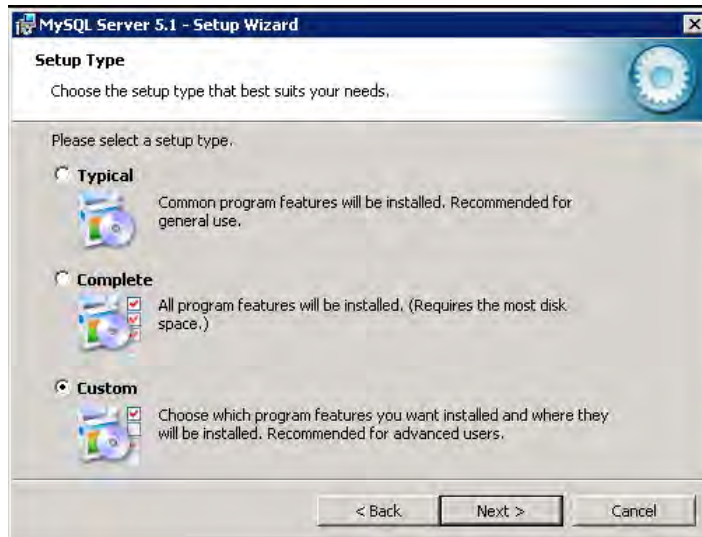 MySQL Server 5.1 - Setup Wizard
Setup Type
Choose the setup type that best suits your needs.
Please select a setup type.
Typical
Common program features will be installed. Recommended for
general use.
Complete
All program features will be installed. (Requires the most disk
space.)
Custom
Choose which program features you want installed and where they
will be installed. Recommended for advanced users.
< Back
Next >
Cancel